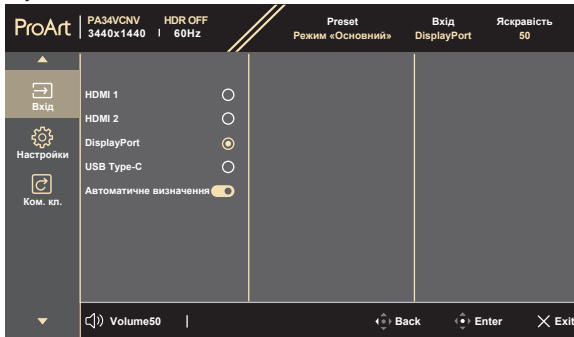 ProArt
PA34VCNV HDR OFF
3440x1440 | 60Hz
Preset
Режим «Основний»
Вхід
DisplayPort
Яскравість
50
Вхід
Настройки
Ком. кл.
HDMI 1
HDMI 2
DisplayPort
USB Type-C
Автоматичне визначення
Volume50 |
Back
Enter
Exit